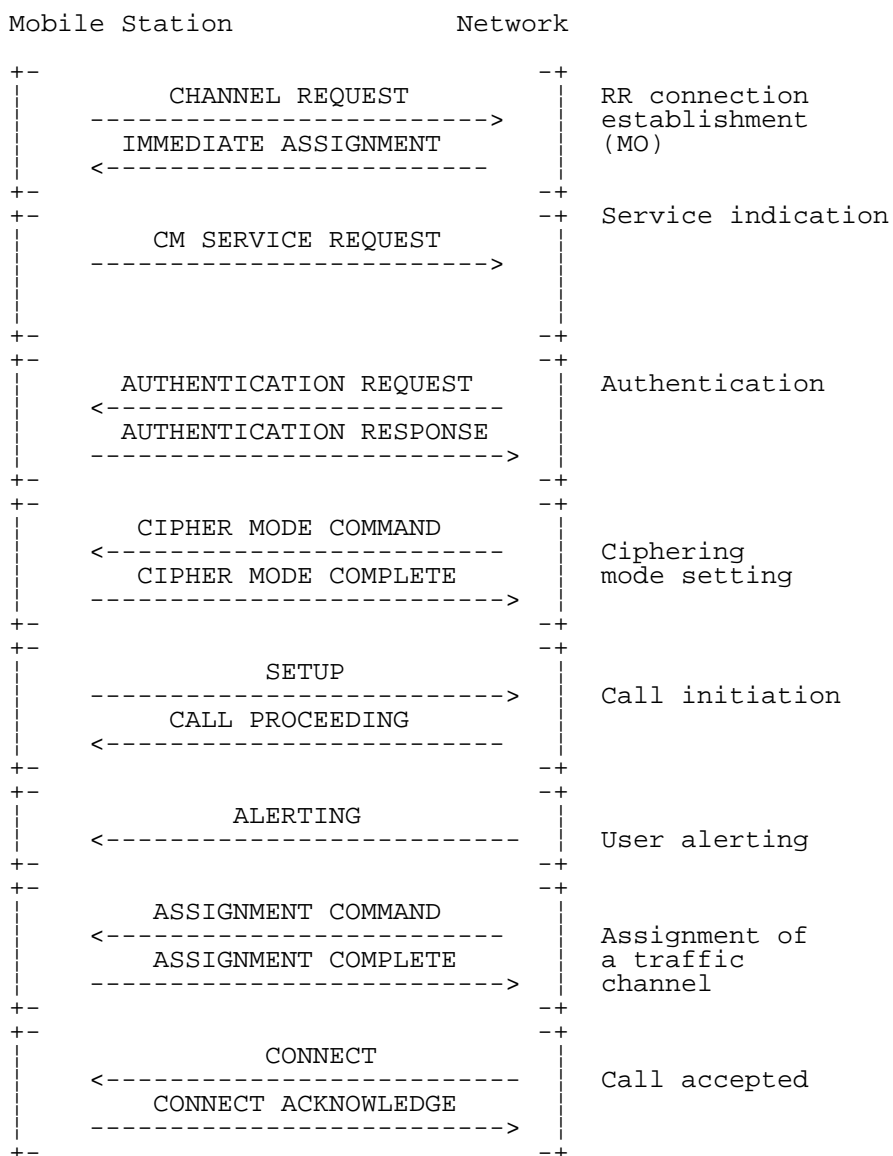 Mobile Station Network
CHANNEL REQUEST RR connection
establishment
IMMEDIATE ASSIGNMENT (MO)
Service indication
CM SERVICE REQUEST
AUTHENTICATION REQUEST Authentication
AUTHENTICATION RESPONSE
CIPHER MODE COMMAND
Ciphering
CIPHER MODE COMPLETE mode setting
SETUP
Call initiation
CALL PROCEEDING
ALERTING
User alerting
ASSIGNMENT COMMAND
Assignment of
ASSIGNMENT COMPLETE a traffic
channel
CONNECT
Call accepted
CONNECT ACKNOWLEDGE